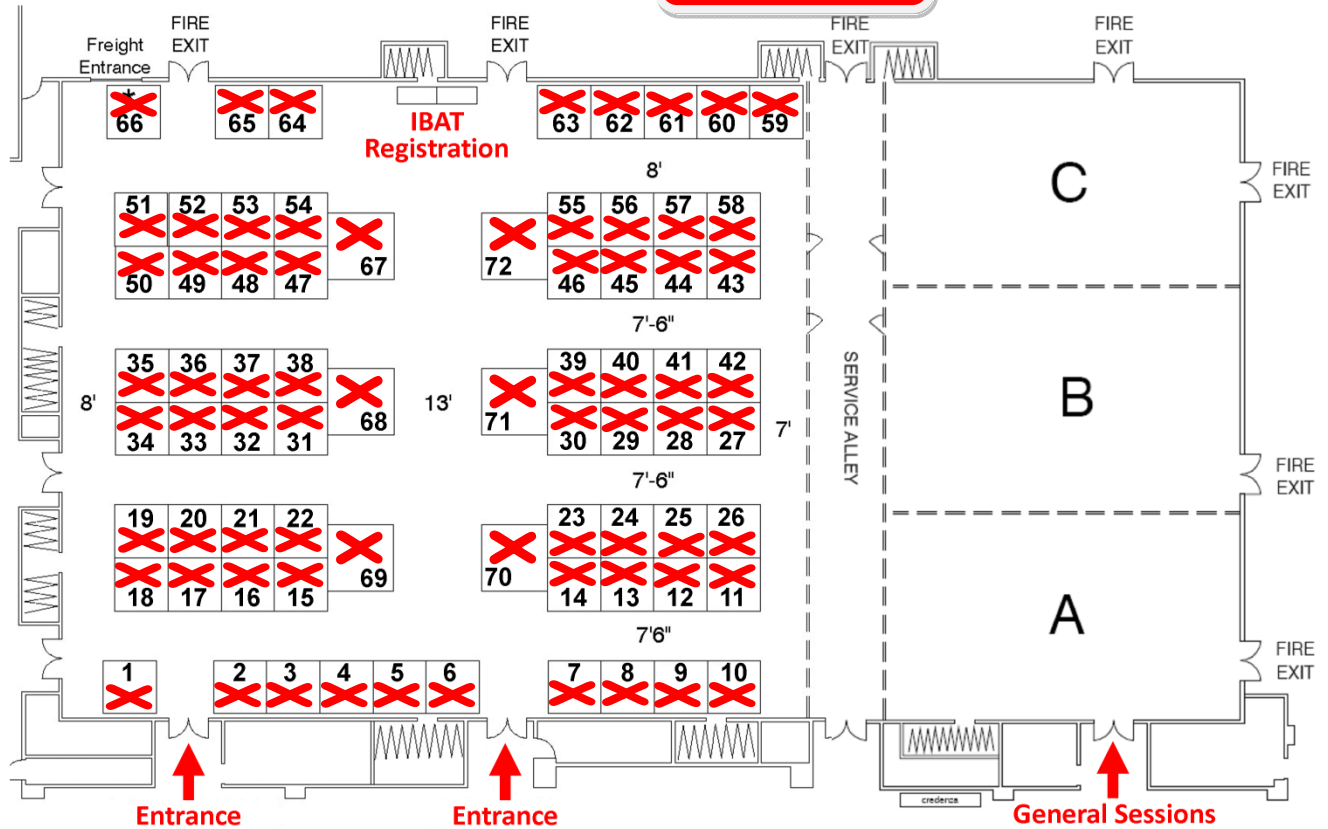 FIRE
EXIT
FIRE
EXIT
FIRE
EXIT
FIRE
EXIT
Freight
Entrance
*
66
65 64
IBAT
Registration
63 62 61 60 59
8'
C
FIRE
EXIT
51 52 53 54
67
50 49 48 47
55 56 57 58
72
46 45 44 43
7'-6"
35 36 37 38
68
34 33 32 31
8'
13'
39 40 41 42
71
30 29 28 27
7'
SERVICE ALLEY
B
7'-6"
FIRE
EXIT
19 20 21 22
69
18 17 16 15
23 24 25 26
70
14 13 12 11
7'6"
A
FIRE
EXIT
1 2 3 4 5 6 7 8 9 10
credenza
Entrance
Entrance
General Sessions